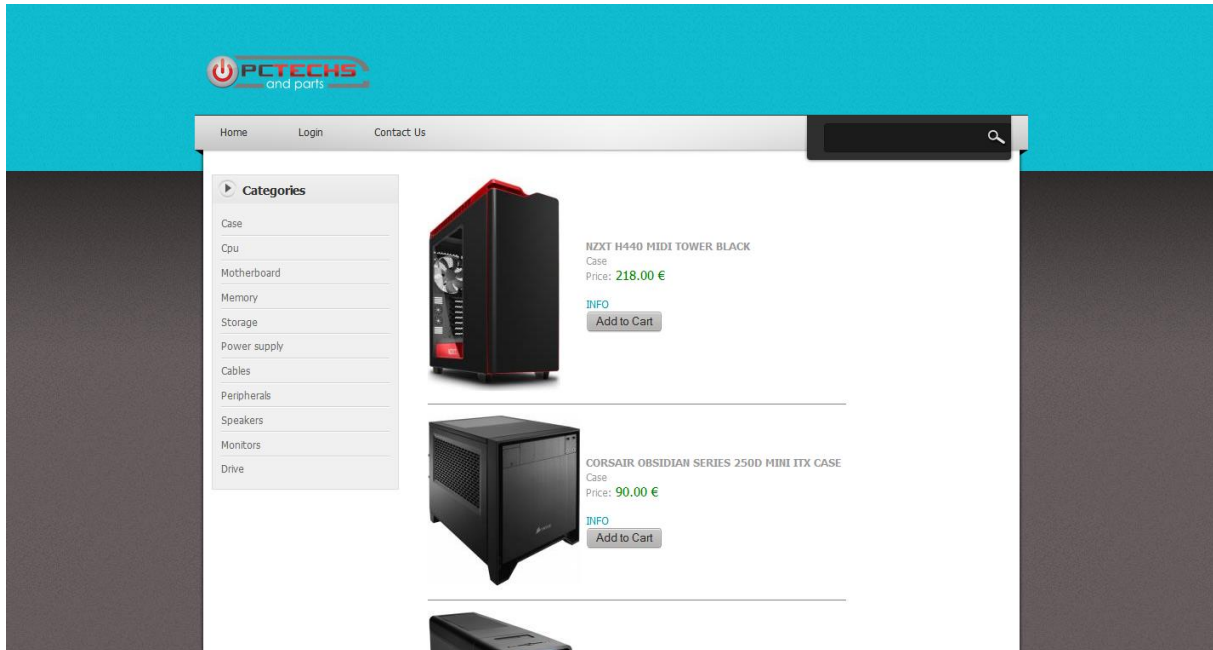 PCTECHS
and parts
Home Login Contact Us
Categories
Case
Cpu
Motherboard
Memory
Storage
Power supply
Cables
Peripherals
Speakers
Monitors
Drive
NZXT H440 MIDI TOWER BLACK
Case
Price: 218.00 €
INFO
Add to Cart
CORSAIR OBSIDIAN SERIES 250D MINI ITX CASE
Case
Price: 90.00 €
INFO
Add to Cart